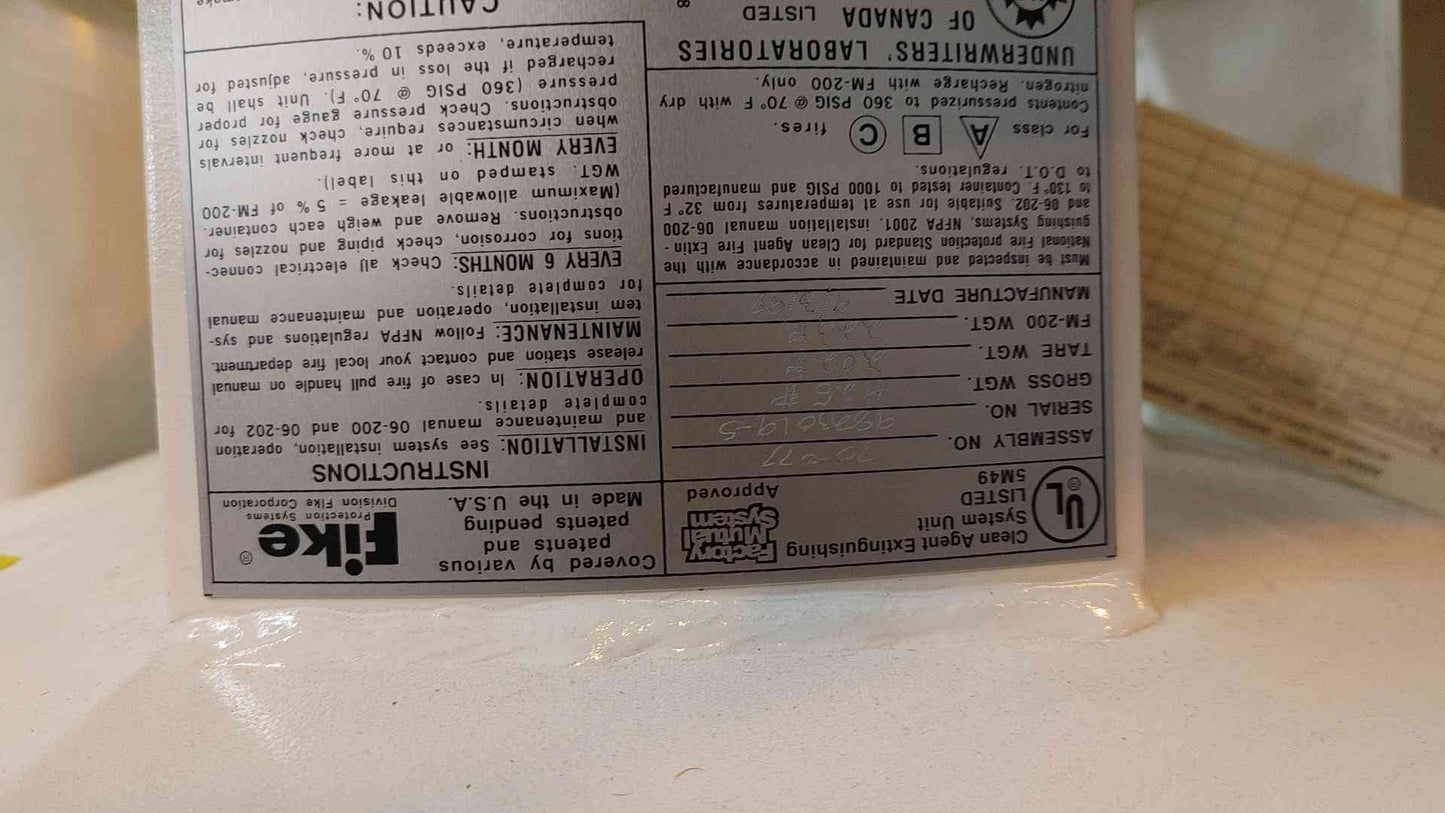 Clean Agent Extinguishing
System Unit
UL
®
LISTED
5M49
Factory
Mutual
System
Approved
Covered by various
patents and
patents pending
Made in the U.S.A.
Fike®
Protection Systems
Division Fike Corporation
ASSEMBLY NO. 70-077
SERIAL NO.
GROSS WGT.
TARE WGT.
FM-200 WGT.
MANUFACTURE DATE
Must be inspected and maintained in accordance with the
National Fire protection Standard for Clean Agent Fire Extin-
guishing Systems, NFPA 2001. installation manual 06-200
and 06-202. Suitable for use at temperatures from 32° F
to 130° F. Container tested to 1000 PSIG and manufactured
to D.O.T. regulations.
For class A B C fires.
Contents pressurized to 360 PSIG @ 70° F with dry
nitrogen. Recharge with FM-200 only.
UNDERWRITERS' LABORATORIES
OF CANADA LISTED
INSTRUCTIONS
INSTALLATION: See system installation, operation
and maintenance manual 06-200 and 06-202 for
complete details.
OPERATION: In case of fire pull handle on manual
release station and contact your local fire department.
MAINTENANCE: Follow NFPA regulations and sys-
tem installation, operation and maintenance manual
for complete details.
EVERY 6 MONTHS: Check all electrical connec-
tions for corrosion, check piping and nozzles for
obstructions. Remove and weigh each container.
(Maximum allowable leakage = 5% of FM-200
WGT. stamped on this label).
EVERY MONTH: or at more frequent intervals
when circumstances require, check nozzles for
obstructions. Check pressure gauge for proper
pressure (360 PSIG @ 70° F). Unit shall be
recharged if the loss in pressure, adjusted for
temperature, exceeds 10 %.
CAUTION: